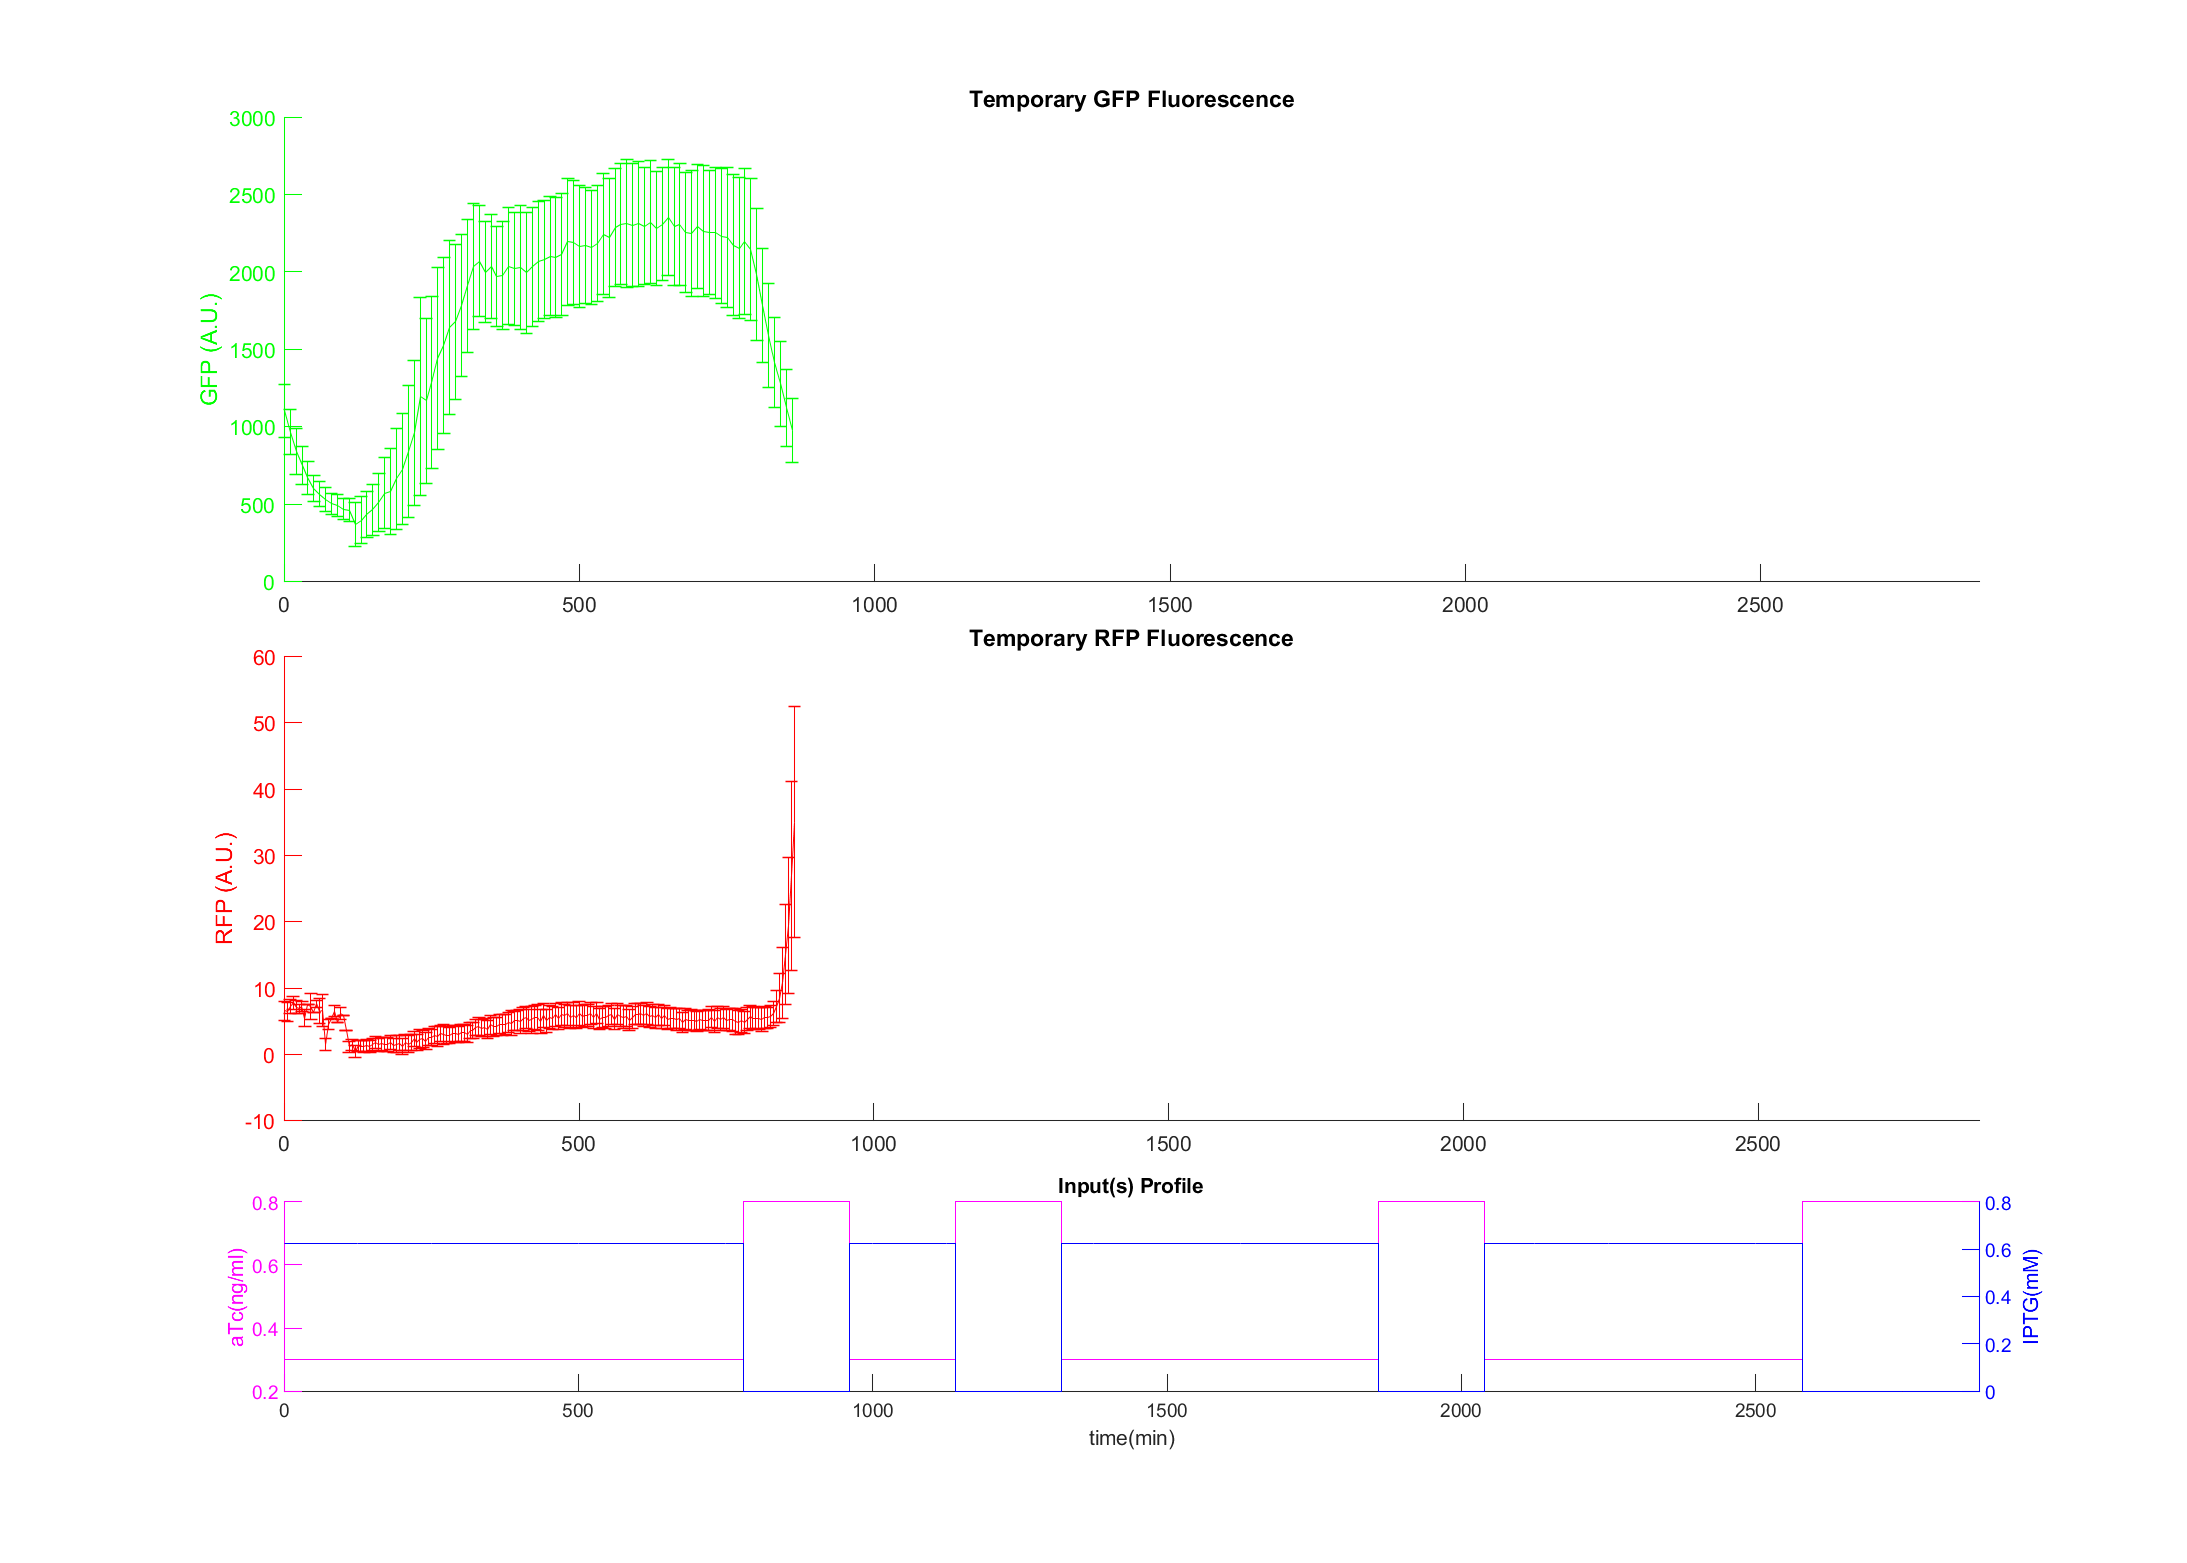 Temporary GFP Fluorescence
GFP (A.U.)
3000
2500
2000
1500
1000
500
0
0 500 1000 1500 2000 2500
Temporary RFP Fluorescence
RFP (A.U.)
60
50
40
30
20
10
0
-10
0 500 1000 1500 2000 2500
Input(s) Profile
aTc(ng/ml)
0.8
0.6
0.4
0.2
0.8
0.6
0.4
0.2
0
IPTG(mM)
0 500 1000 1500 2000 2500
time(min)